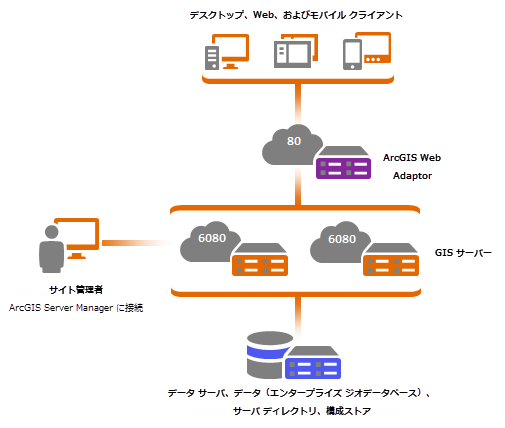 デスクトップ、Web、およびモバイル クライアント
80
ArcGIS Web
Adaptor
6080
6080
GIS サーバー
サイト管理者
ArcGIS Server Manager に接続
データ サーバ、データ（エンタープライズ ジオデータベース）、
サーバ ディレクトリ、構成ストア